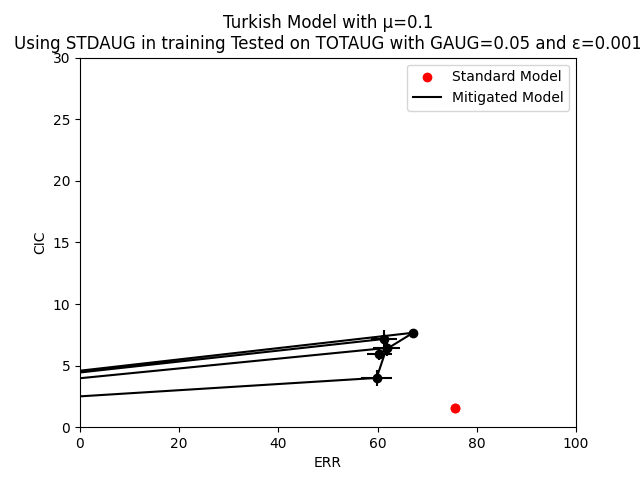 Turkish Model with μ=0.1
Using STDAUG in training Tested on TOTAUG with GAUG=0.05 and ε=0.001
Standard Model
Mitigated Model
30
25
20
15
10
5
0
CIC
0 20 40 60 80 100
ERR